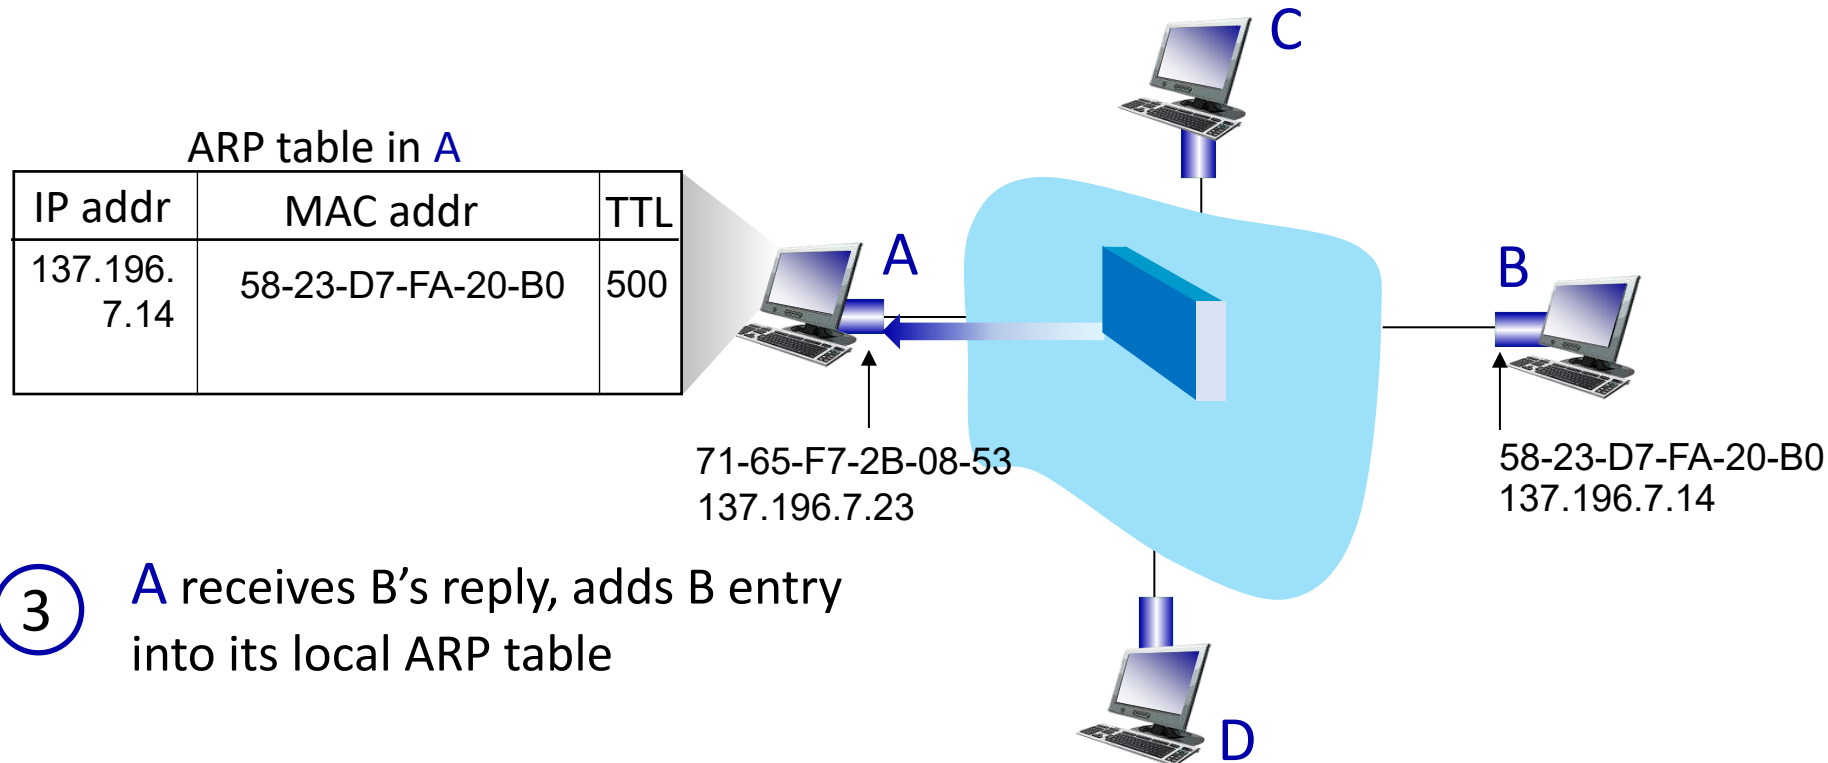 C
ARP table in A
IP addr MAC addr TTL
137.196.
7.14
58-23-D7-FA-20-B0 500
A
B
71-65-F7-2B-08-53
137.196.7.23
58-23-D7-FA-20-B0
137.196.7.14
3
A receives B’s reply, adds B entry
into its local ARP table
D